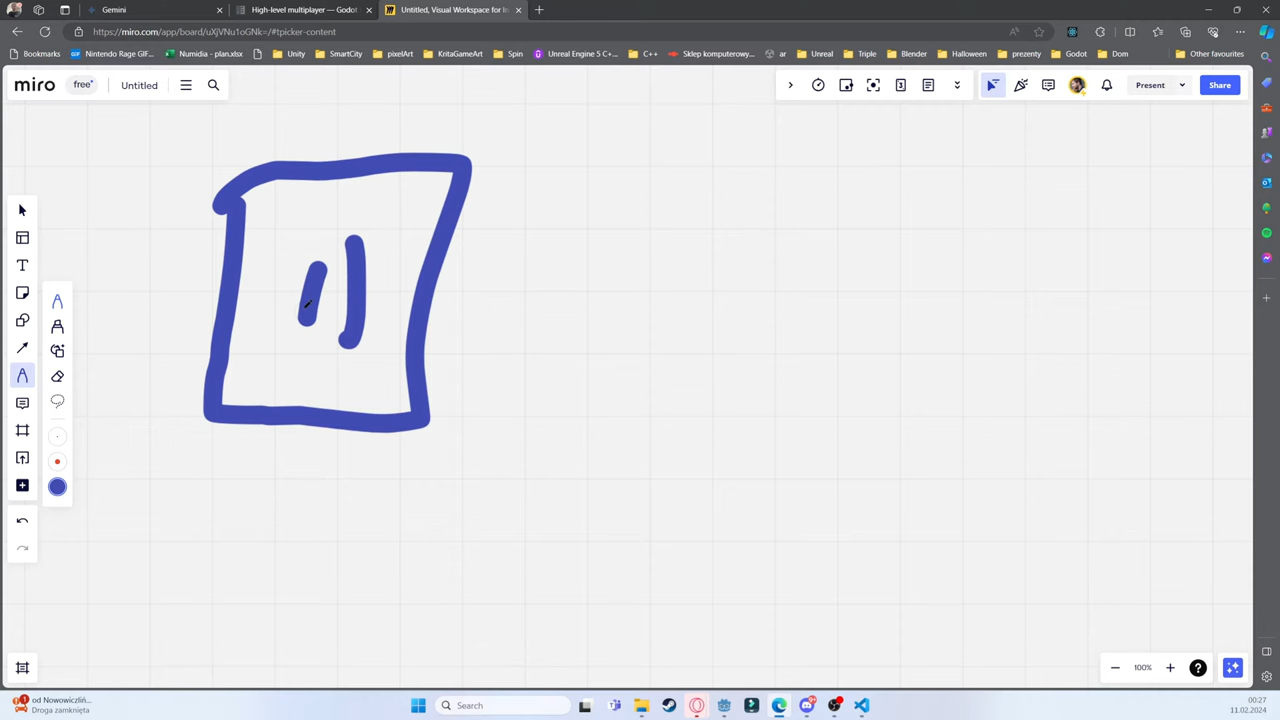 Gemini
High-level multiplayer — Godot
Untitled, Visual Workspace for In
https://miro.com/app/board/uXjVNu1oGNk=/#tpicker-content
Bookmarks Nintendo Rage GIF... Numidia - plan.xlsx Unity SmartCity pixelArt KritaGameArt Spin Unreal Engine 5 C+... C++ Sklep komputerowy... ar Unreal Triple Blender Halloween prezenty Godot Dom Other favourites
miro free Untitled Present Share
3
T
100%
od Nowowiczliń...
Droga zamknięta
Search
00:27
11.02.2024